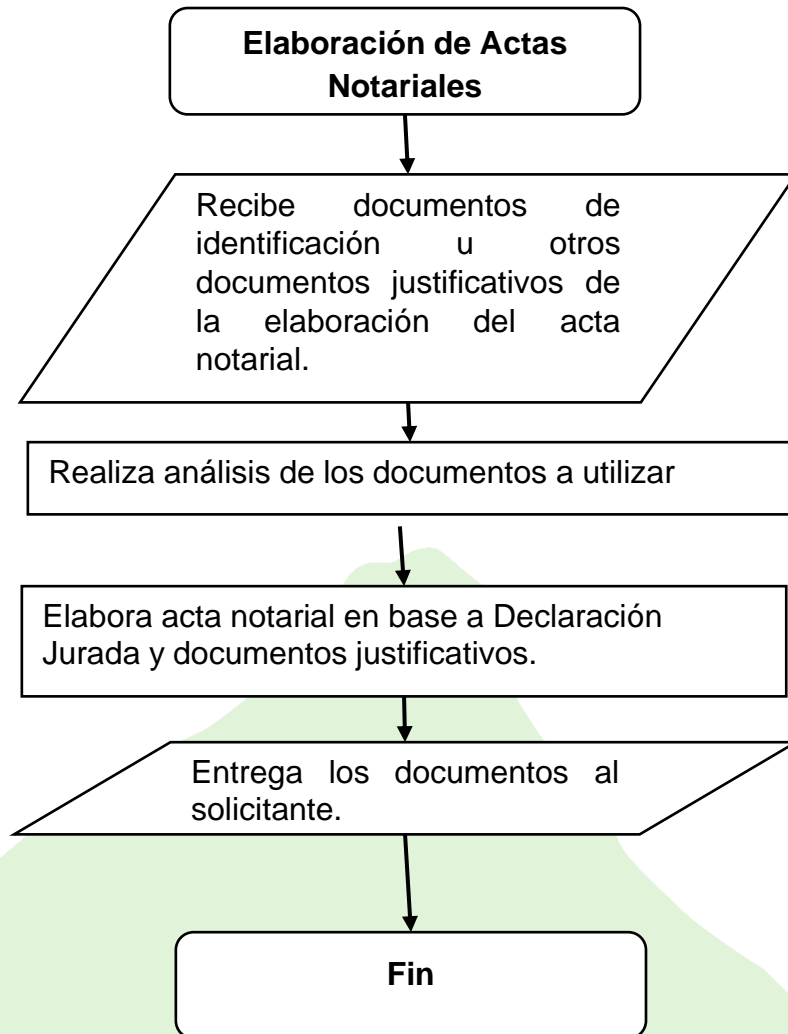 Elaboración de Actas
Notariales
Recibe documentos de
identificación u otros
documentos justificativos de
la elaboración del acta
notarial.
Realiza análisis de los documentos a utilizar
Elabora acta notarial en base a Declaración
Jurada y documentos justificativos.
Entrega los documentos al
solicitante.
Fin